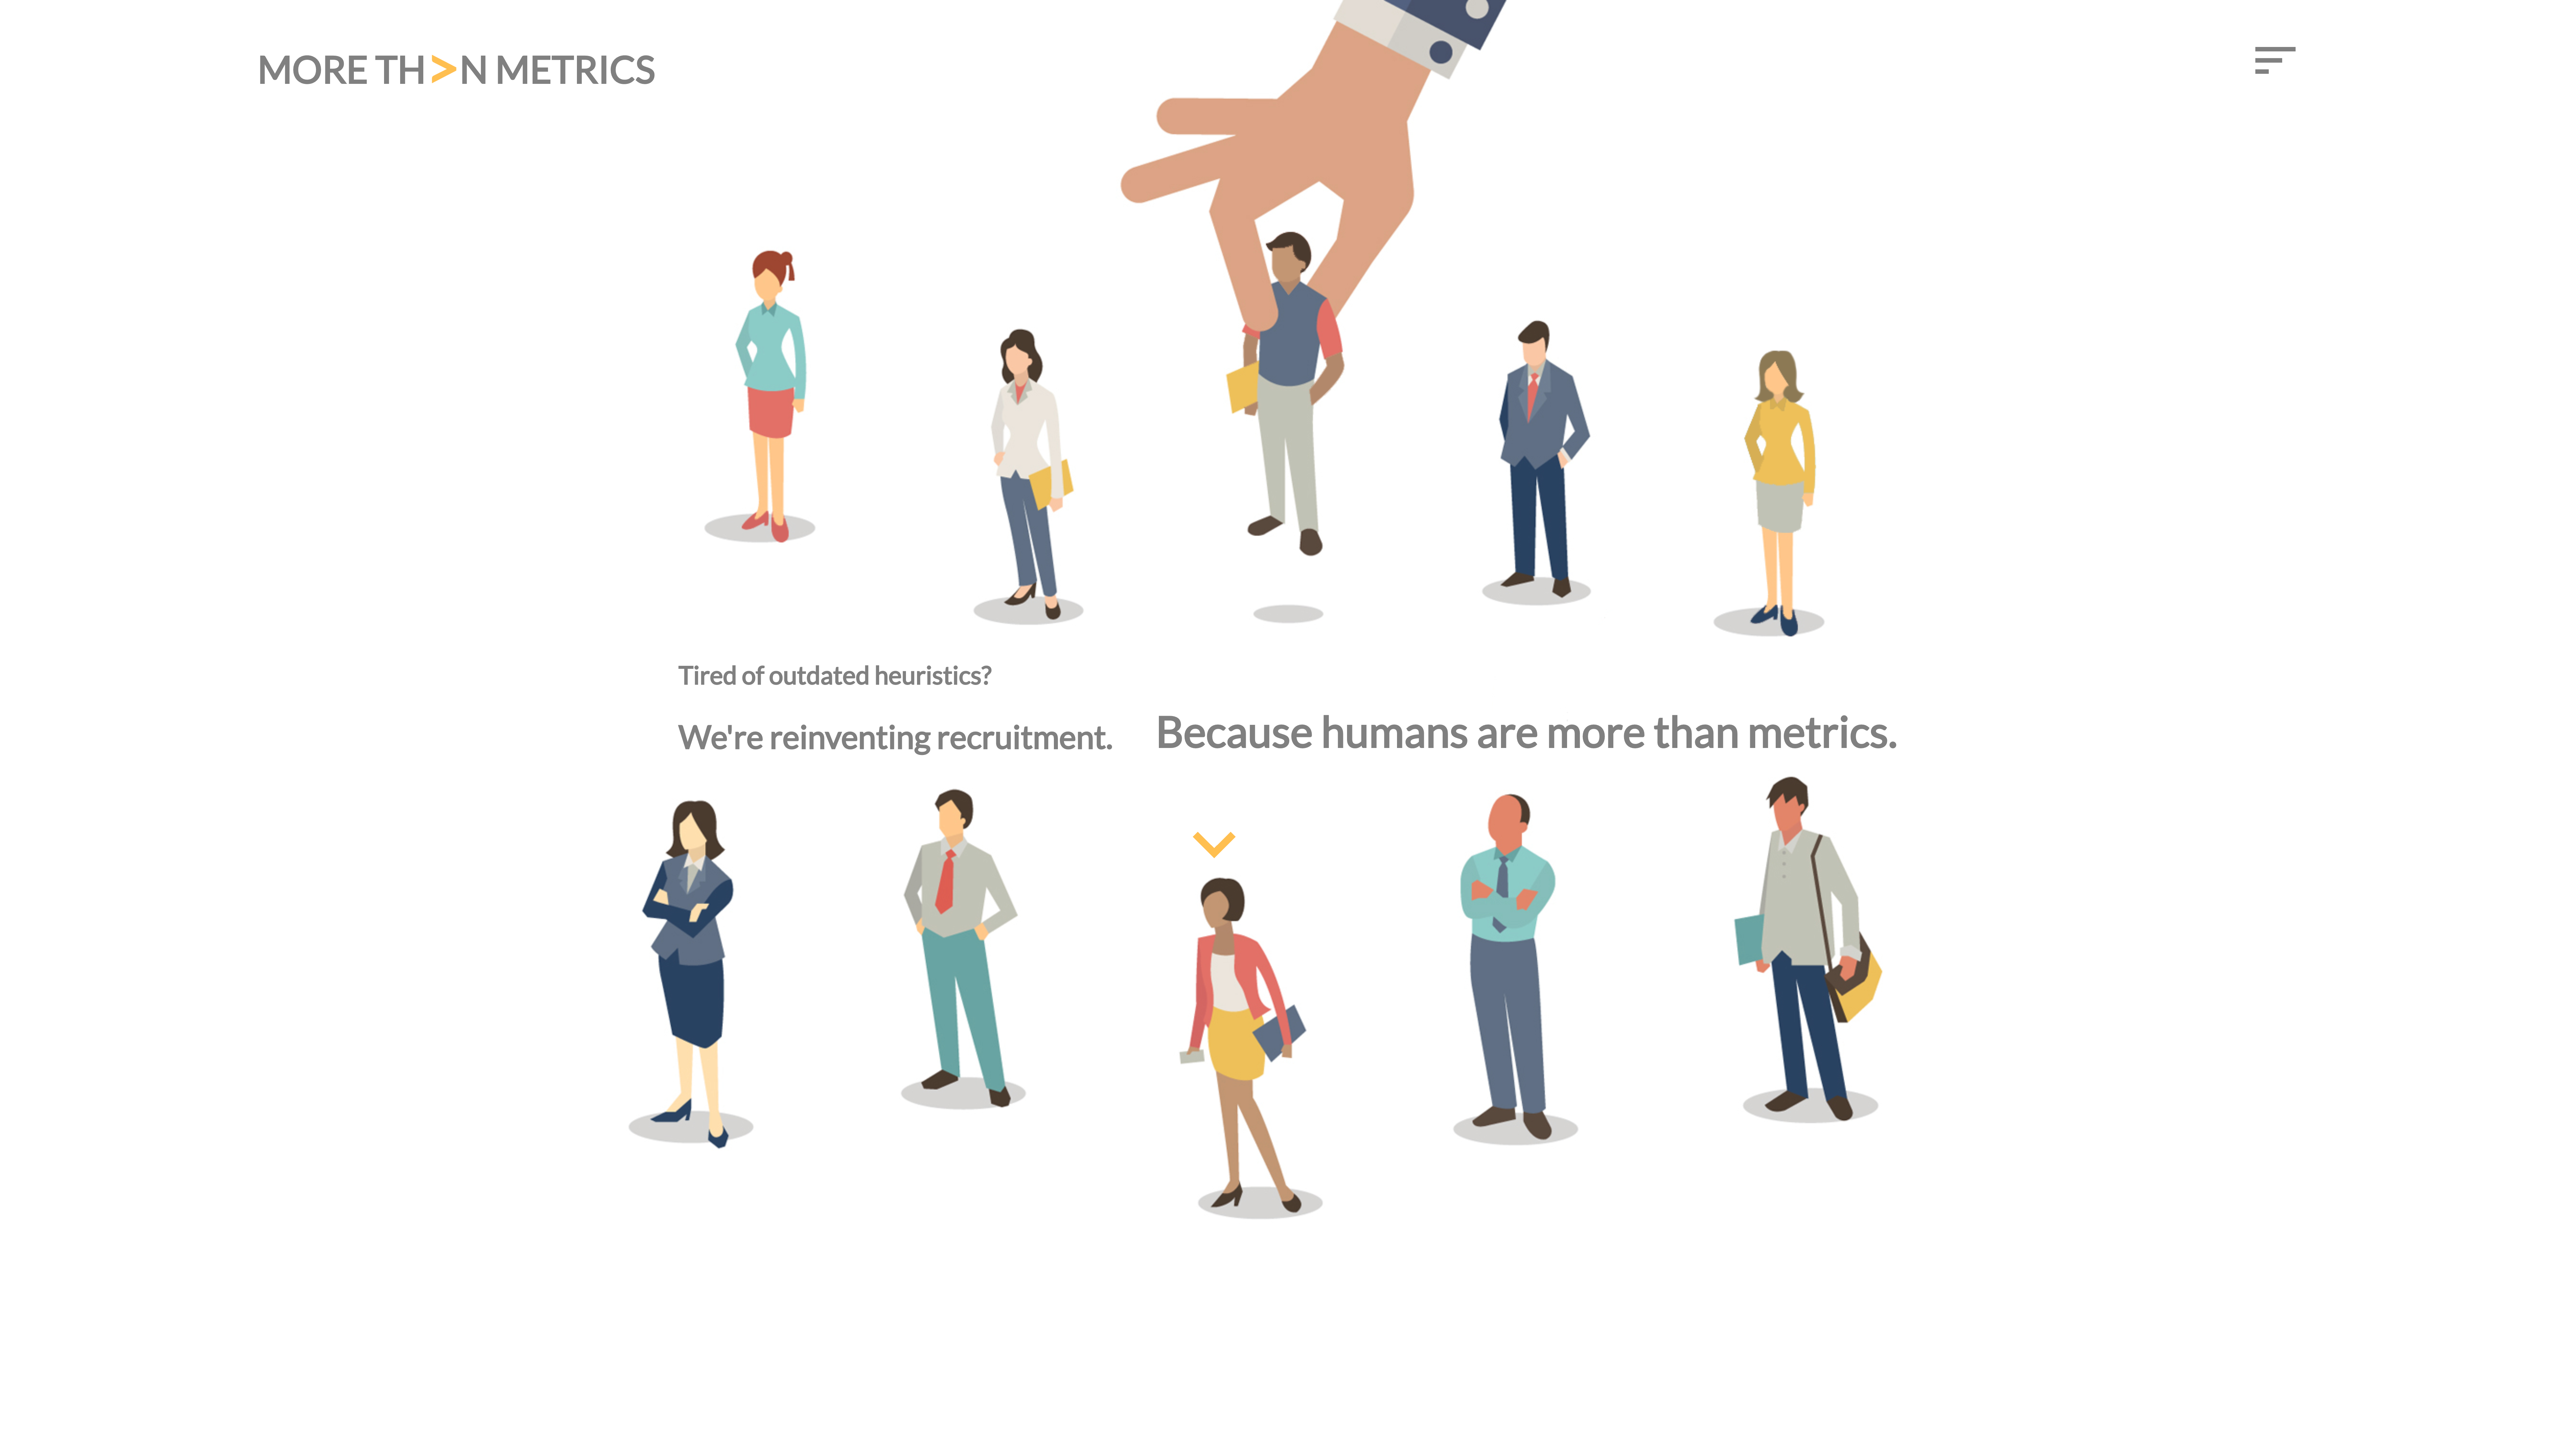 MORE TH>N METRICS
Tired of outdated heuristics?
We're reinventing recruitment.
Because humans are more than metrics.